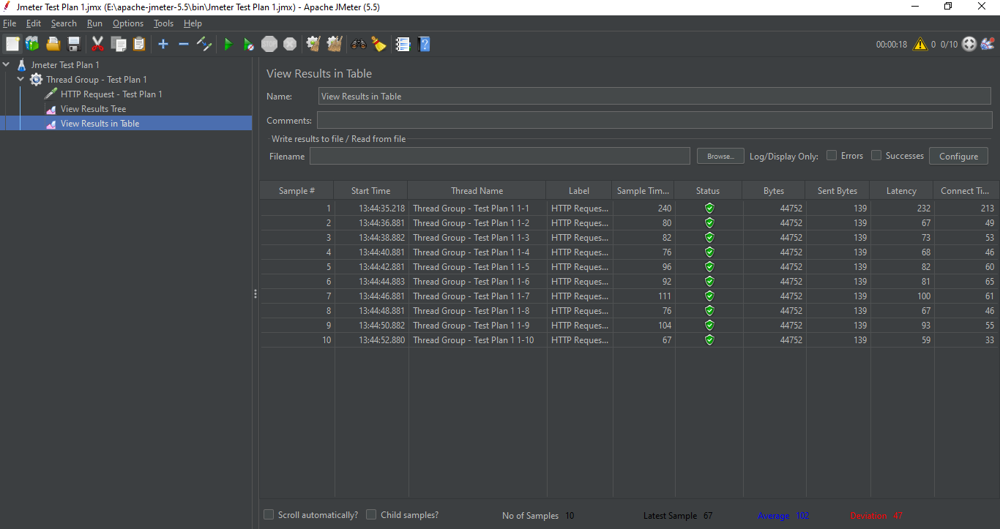 Jmeter Test Plan 1.jmx (E:\apache-jmeter-5.5\bin\Jmeter Test Plan 1.jmx) - Apache JMeter (5.5)
File Edit Search Run Options Tools Help
00:00:18 0 0/10
Jmeter Test Plan 1
Thread Group - Test Plan 1
HTTP Request - Test Plan 1
View Results Tree
View Results in Table
View Results in Table
Name: View Results in Table
Comments:
Write results to file / Read from file
Filename Browse... Log/Display Only: Errors Successes Configure
Sample # Start Time Thread Name Label Sample Tim... Status Bytes Sent Bytes Latency Connect Ti...
1 13:44:35.218 Thread Group - Test Plan 1 1-1 HTTP Reques... 240 44752 139 232 213
2 13:44:36.881 Thread Group - Test Plan 1 1-2 HTTP Reques... 80 44752 139 67 49
3 13:44:38.882 Thread Group - Test Plan 1 1-3 HTTP Reques... 82 44752 139 73 53
4 13:44:40.881 Thread Group - Test Plan 1 1-4 HTTP Reques... 76 44752 139 68 46
5 13:44:42.881 Thread Group - Test Plan 1 1-5 HTTP Reques... 96 44752 139 82 60
6 13:44:44.883 Thread Group - Test Plan 1 1-6 HTTP Reques... 92 44752 139 81 65
7 13:44:46.881 Thread Group - Test Plan 1 1-7 HTTP Reques... 111 44752 139 100 61
8 13:44:48.881 Thread Group - Test Plan 1 1-8 HTTP Reques... 76 44752 139 67 46
9 13:44:50.882 Thread Group - Test Plan 1 1-9 HTTP Reques... 104 44752 139 93 55
10 13:44:52.880 Thread Group - Test Plan 1 1-10 HTTP Reques... 67 44752 139 59 33
Scroll automatically? Child samples? No of Samples 10 Latest Sample 67 Average 102 Deviation 47